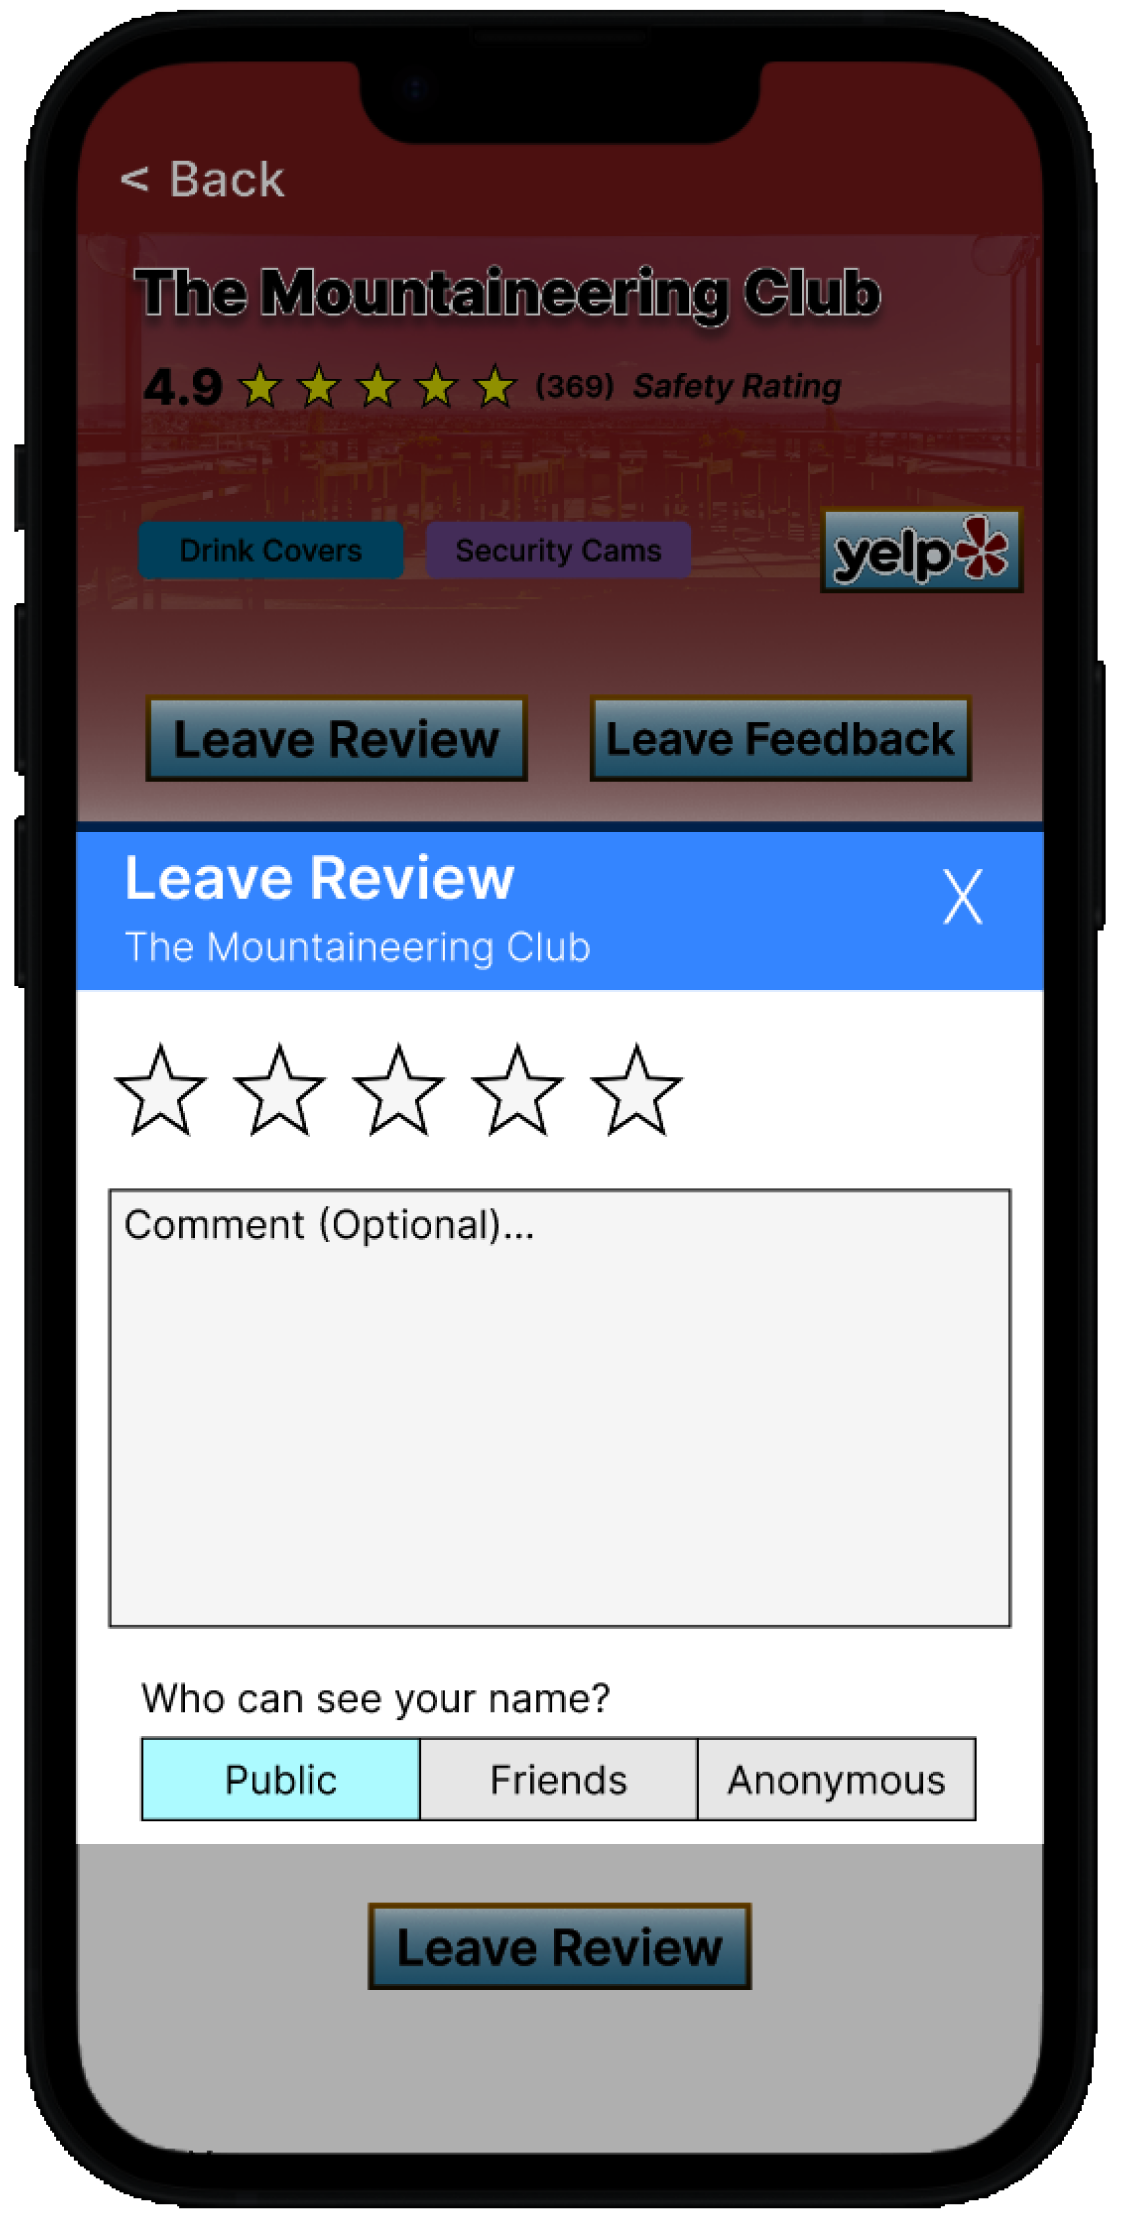 < Back
The Mountaineering Club
4.9 (369) Safety Rating
Drink Covers Security Cams yelp
Leave Review Leave Feedback
Leave Review X
The Mountaineering Club
Comment (Optional)...
Who can see your name?
Public Friends Anonymous
Leave Review